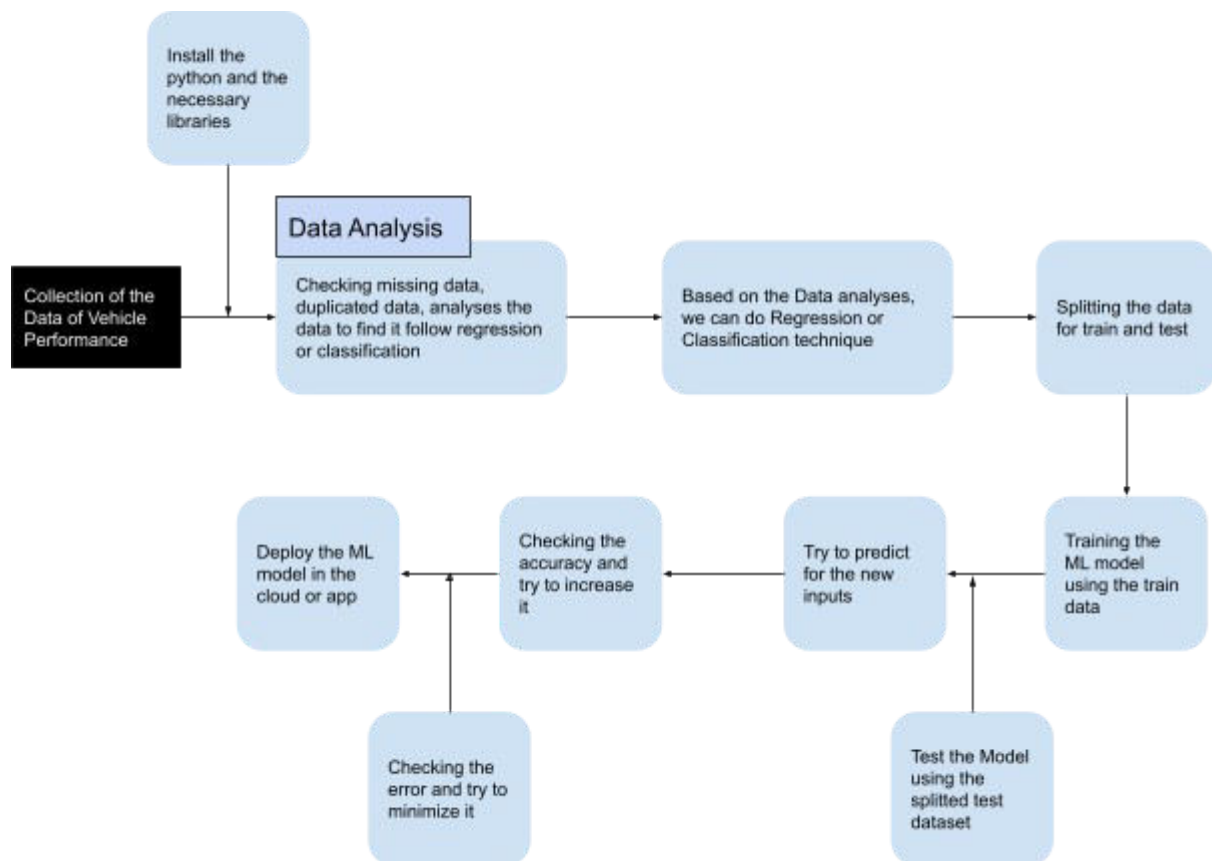 Install the
python and the
necessary
libraries
Data Analysis
Collection of the
Data of Vehicle
Performance
Checking missing data,
duplicated data, analyses the
data to find it follow regression
or classification
Based on the Data analyses,
we can do Regression or
Classification technique
Splitting the data
for train and test
Training the
ML model
using the train
data
Test the Model
using the
splitted test
dataset
Try to predict
for the new
inputs
Checking the
accuracy and
try to increase
it
Checking the
error and try to
minimize it
Deploy the ML
model in the
cloud or app